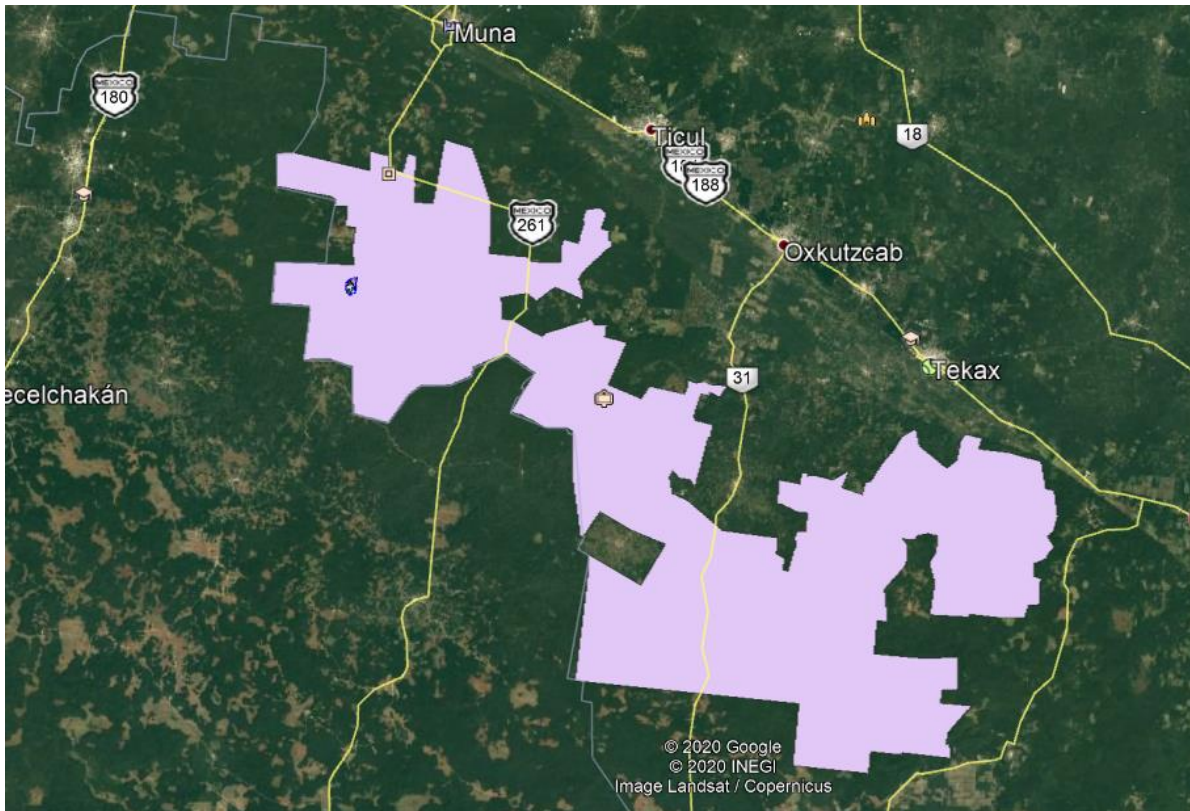 Muna
MEXICO
180
Ticul
18
MEXICO
188
MEXICO
261
Oxkutzcab
31
Tekax
ecelchakán
© 2020 Google
© 2020 INEGI
Image Landsat / Copernicus